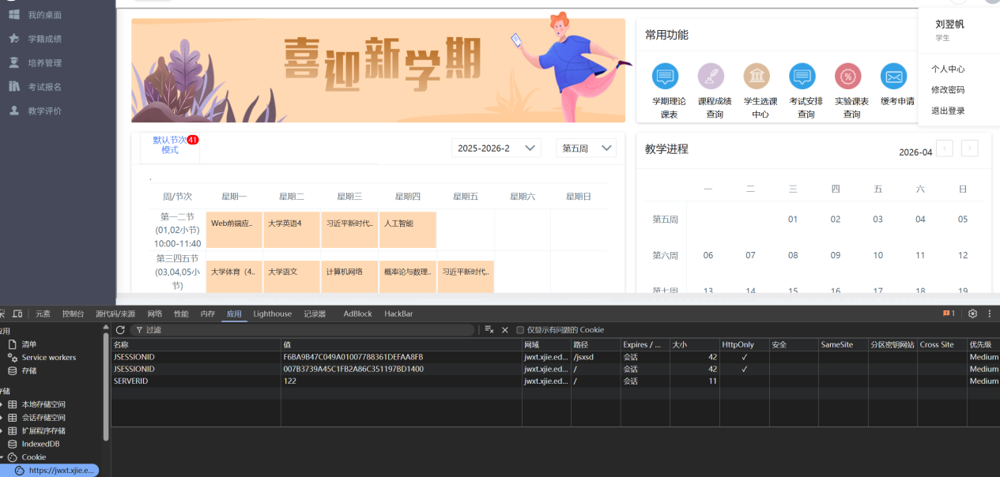 我的桌面
学籍成绩
培养管理
考试报名
教学评价
喜迎新学期
常用功能
学期理论
课表
课程成绩
查询
学生选课
中心
考试安排
查询
实验课表
查询
缓考申请
刘翌帆
学生
个人中心
修改密码
退出登录
默认节次
模式
41
2025-2026-2
第五周
教学进程
2026-04
周/节次 星期一 星期二 星期三 星期四 星期五 星期六 星期日
第一二节
(01,02小节)
10:00-11:40
Web前端应.. 大学英语4 习近平新时代.. 人工智能
第三四五节
(03,04,05小
节)
大学体育（4.. 大学语文 计算机网络 概率论与数理.. 习近平新时代..
一 二 三 四 五 六 日
第五周 01 02 03 04 05
第六周 06 07 08 09 10 11 12
第七周 13 14 15 16 17 18 19
元素 控制台 源代码/来源 网络 性能 内存 应用 Lighthouse 记录器 AdBlock HackBar 1
应用
清单
Service workers
存储
存储
本地存储空间
会话存储空间
扩展程序存储
IndexedDB
Cookie
https://jwxt.xjie.e...
过滤 仅显示有问题的 Cookie
名称 值 网域 路径 Expires / ... 大小 HttpOnly 安全 SameSite 分区密钥网站 Cross Site 优先级
JSESSIONID F6BA9B47C049A01007788361DEFAA8FB jwxt.xjie.ed... /jsxsd 会话 42 ✓ Medium
JSESSIONID 007B3739A45C1FB2A86C351197BD1400 jwxt.xjie.ed... / 会话 42 ✓ Medium
SERVERID 122 jwxt.xjie.ed... / 会话 11 Medium